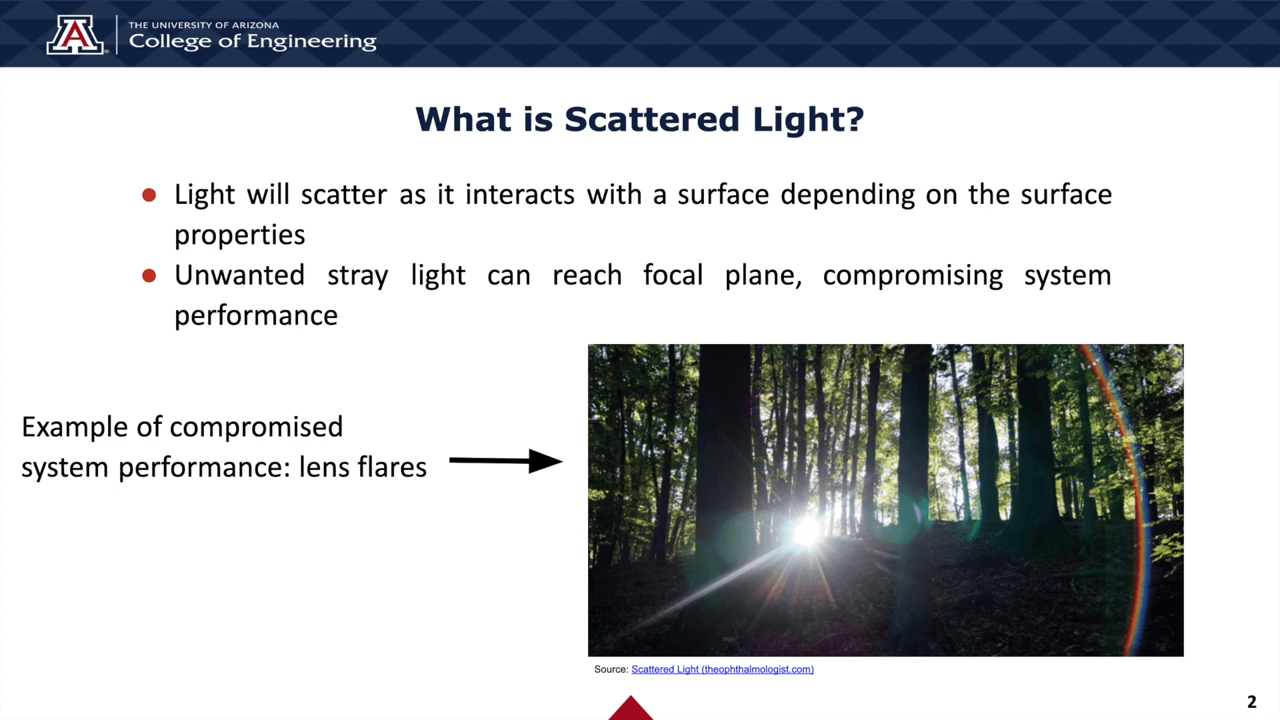 THE UNIVERSITY OF ARIZONA
College of Engineering
What is Scattered Light?
● Light will scatter as it interacts with a surface depending on the surface
properties
● Unwanted stray light can reach focal plane, compromising system
performance
Example of compromised
system performance: lens flares
Source: Scattered Light (theophthalmologist.com)
2